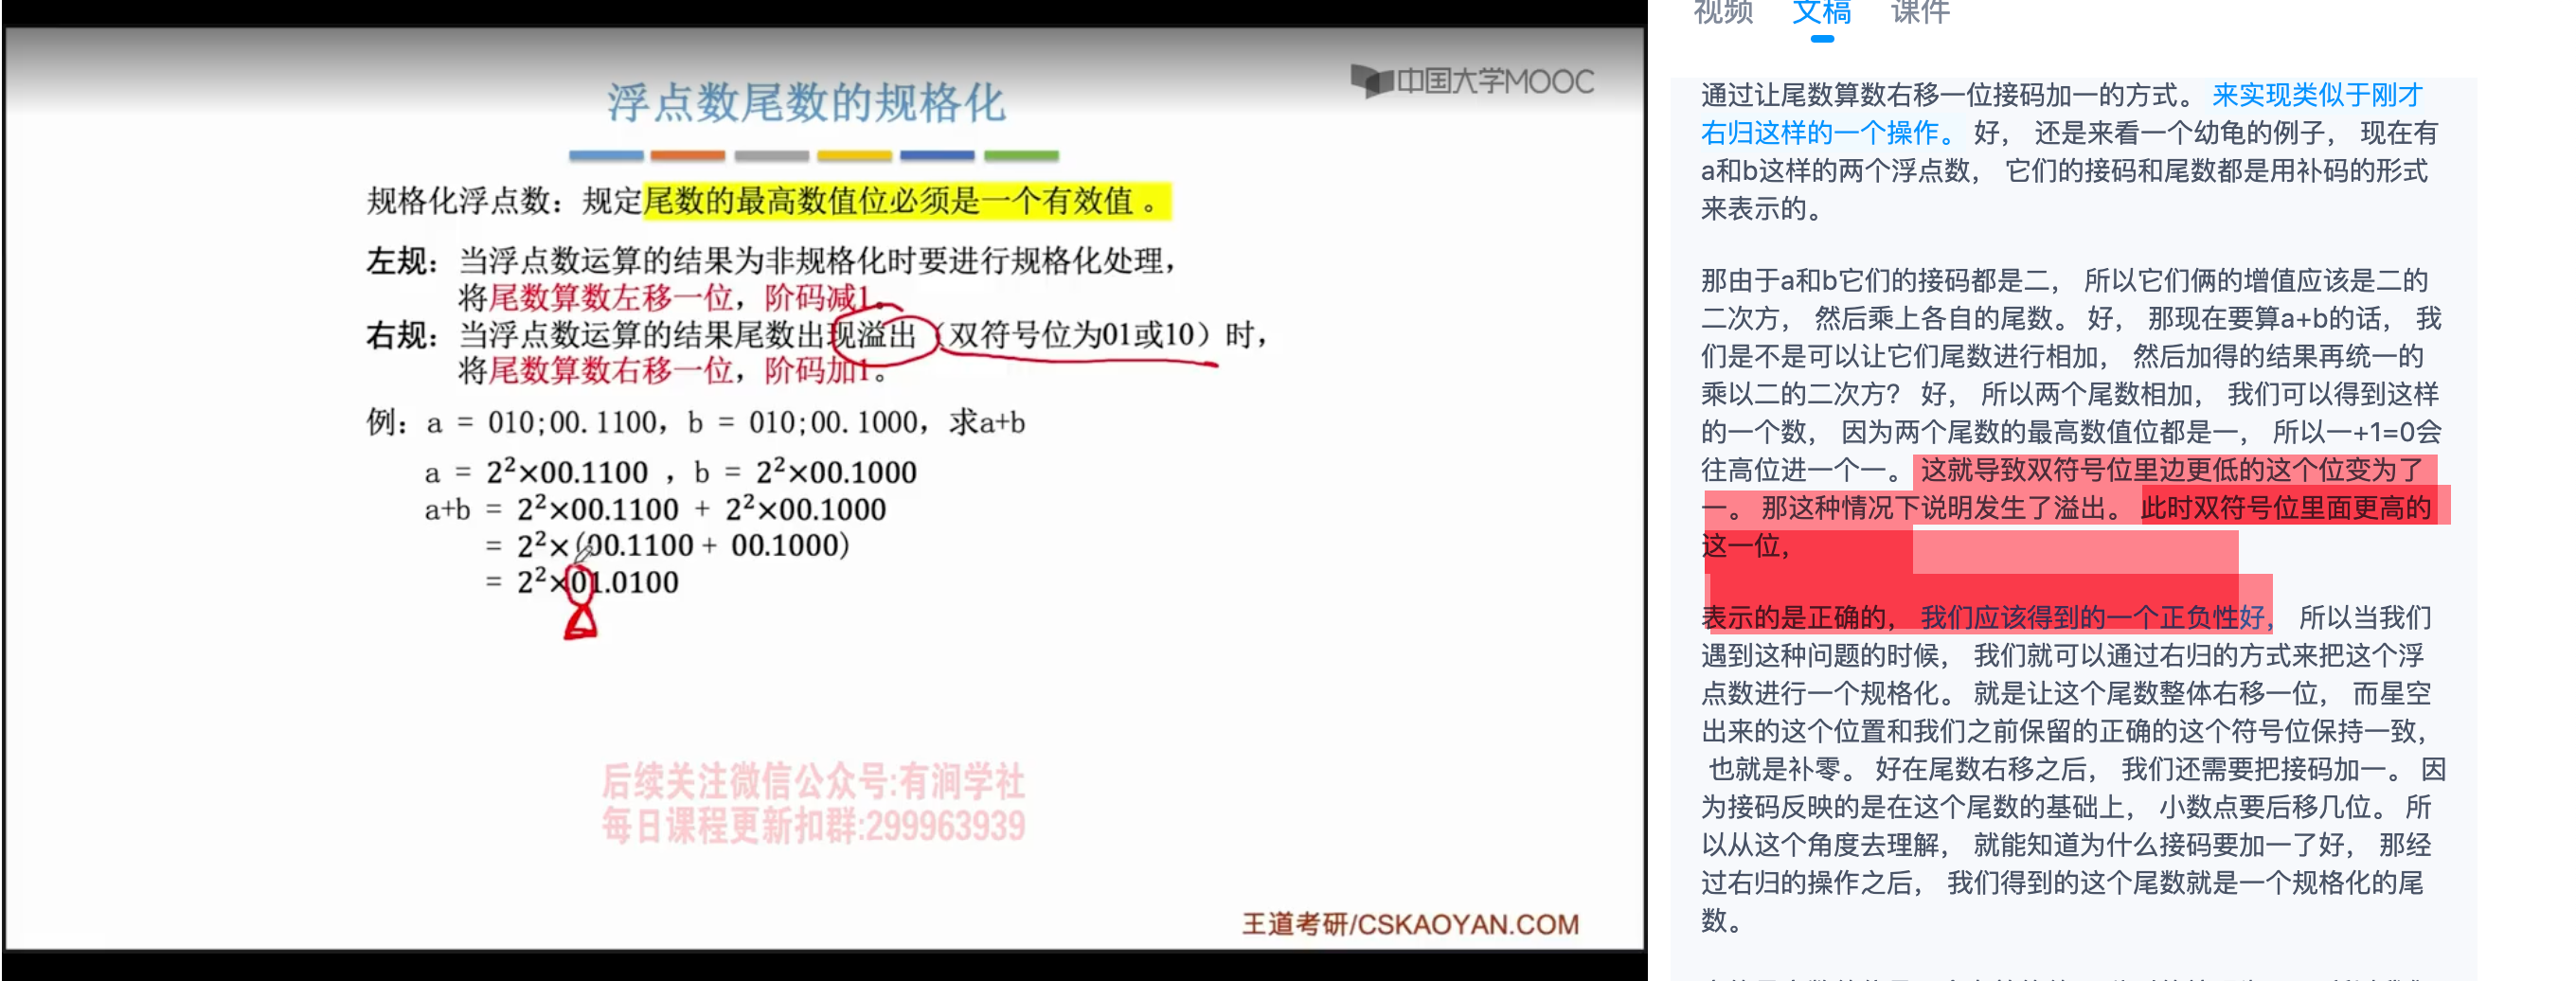 中国大学MOOC
浮点数尾数的规格化
规格化浮点数：规定尾数的最高数值位必须是一个有效值 。
左规：当浮点数运算的结果为非规格化时要进行规格化处理，
将尾数算数左移一位，阶码减1。
右规：当浮点数运算的结果尾数出现溢出（双符号位为01或10）时，
将尾数算数右移一位，阶码加1。
例：a = 010;00.1100，b = 010;00.1000，求a+b
a = 2²×00.1100 ，b = 2²×00.1000
a+b = 2²×00.1100 + 2²×00.1000
= 2²×(00.1100 + 00.1000)
= 2²×01.0100
后续关注微信公众号:有涧学社
每日课程更新扣群:299963939
王道考研/CSKAOYAN.COM
视频 文稿 课件
通过让尾数算数右移一位接码加一的方式。 来实现类似于刚才
右归这样的一个操作。 好， 还是来看一个幼龟的例子， 现在有
a和b这样的两个浮点数， 它们的接码和尾数都是用补码的形式
来表示的。
那由于a和b它们的接码都是二， 所以它们俩的增值应该是二的
二次方， 然后乘上各自的尾数。 好， 那现在要算a+b的话， 我
们是不是可以让它们尾数进行相加， 然后加得的结果再统一的
乘以二的二次方？ 好， 所以两个尾数相加， 我们可以得到这样
的一个数， 因为两个尾数的最高数值位都是一， 所以一+1=0会
往高位进一个一。 这就导致双符号位里边更低的这个位变为了
一。 那这种情况下说明发生了溢出。 此时双符号位里面更高的
这一位，
表示的是正确的， 我们应该得到的一个正负性好， 所以当我们
遇到这种问题的时候， 我们就可以通过右归的方式来把这个浮
点数进行一个规格化。 就是让这个尾数整体右移一位， 而星空
出来的这个位置和我们之前保留的正确的这个符号位保持一致，
也就是补零。 好在尾数右移之后， 我们还需要把接码加一。 因
为接码反映的是在这个尾数的基础上， 小数点要后移几位。 所
以从这个角度去理解， 就能知道为什么接码要加一了好， 那经
过右归的操作之后， 我们得到的这个尾数就是一个规格化的尾
数。